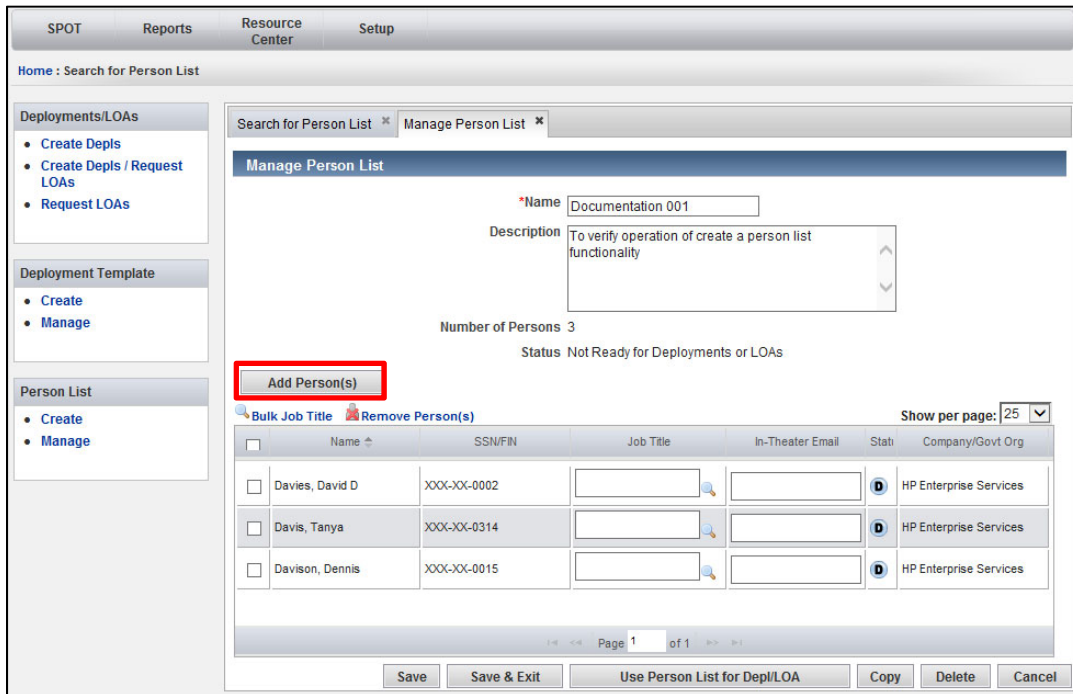 SPOT Reports Resource Center Setup
Home : Search for Person List
Deployments/LOAs
• Create Depls
• Create Depls / Request
LOAs
• Request LOAs
Deployment Template
• Create
• Manage
Person List
• Create
• Manage
Search for Person List × Manage Person List ×
Manage Person List
*Name Documentation 001
Description To verify operation of create a person list
functionality
Number of Persons 3
Status Not Ready for Deployments or LOAs
Add Person(s)
Bulk Job Title Remove Person(s) Show per page: 25
Name SSN/FIN Job Title In-Theater Email Stat Company/Govt Org
Davies, David D XXX-XX-0002 D HP Enterprise Services
Davis, Tanya XXX-XX-0314 D HP Enterprise Services
Davison, Dennis XXX-XX-0015 D HP Enterprise Services
Page 1 of 1
Save Save & Exit Use Person List for Depl/LOA Copy Delete Cancel